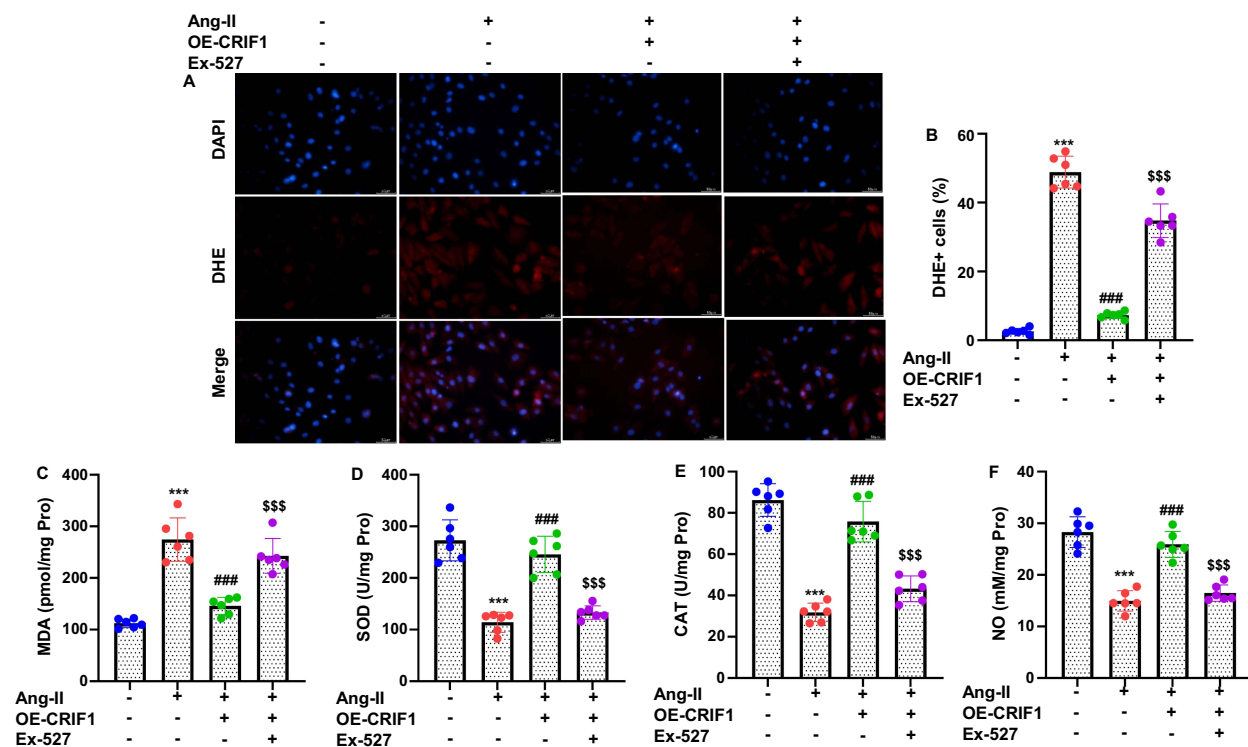 Ang-II - + + +
OE-CRIF1 - - + +
Ex-527 - - - +
A
DAPI
DHE
Merge
B
DHE+ cells (%)
60
40
20
0
***
###
$$$
Ang-II - + + +
OE-CRIF1 - - + +
Ex-527 - - - +
C
MDA (pmol/mg Pro)
400
300
200
100
0
***
###
$$$
Ang-II - + + +
OE-CRIF1 - - + +
Ex-527 - - - +
D
SOD (U/mg Pro)
400
300
200
100
0
***
###
$$$
Ang-II - + + +
OE-CRIF1 - - + +
Ex-527 - - - +
E
CAT (U/mg Pro)
100
80
60
40
20
0
***
###
$$$
Ang-II - + + +
OE-CRIF1 - - + +
Ex-527 - - - +
F
NO (mM/mg Pro)
40
30
20
10
0
***
###
$$$
Ang-II - + + +
OE-CRIF1 - - + +
Ex-527 - - - +